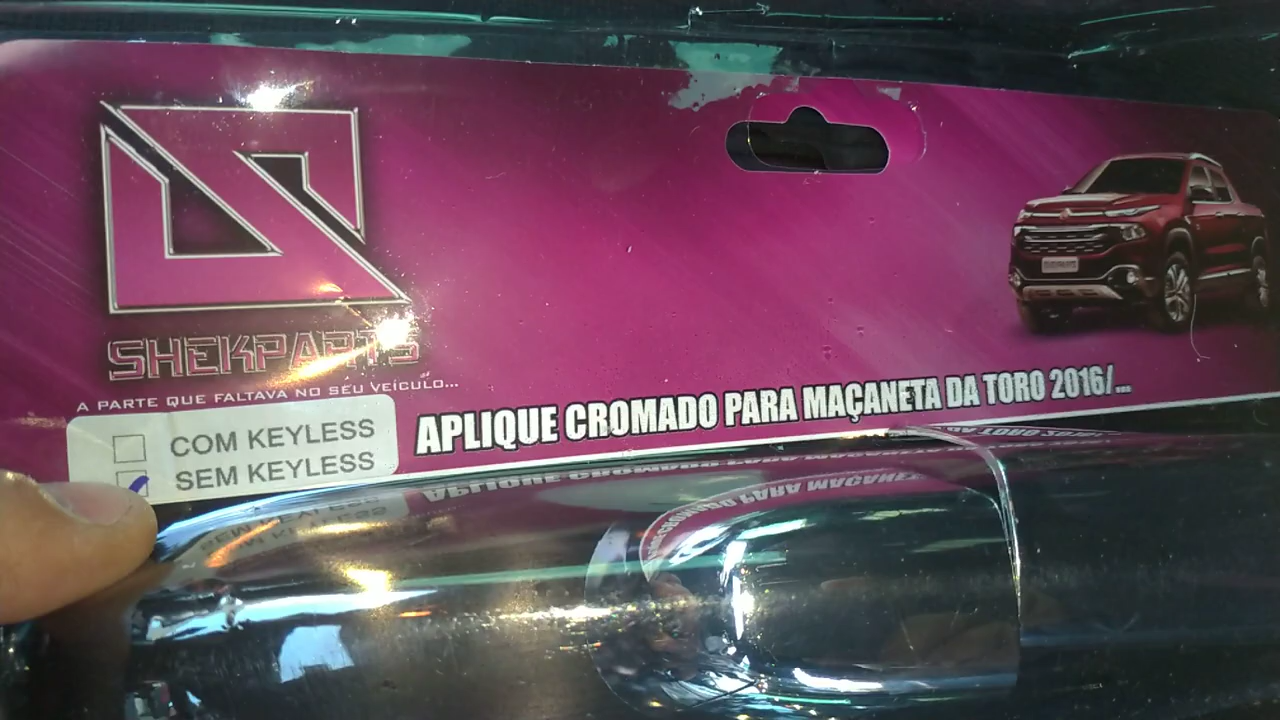 SHEKPARTS
A PARTE QUE FALTAVA NO SEU VEÍCULO...
COM KEYLESS
SEM KEYLESS
APLIQUE CROMADO PARA MAÇANETA DA TORO 2016/...